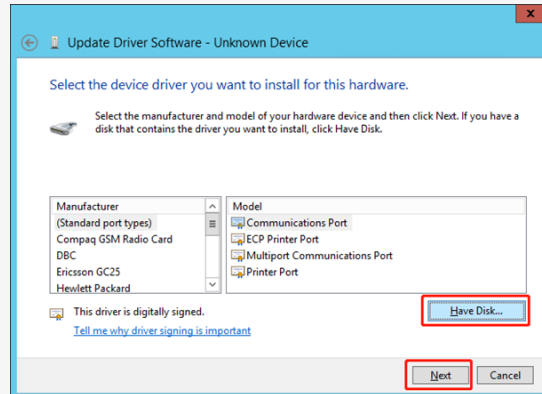 x
Update Driver Software - Unknown Device
Select the device driver you want to install for this hardware.
Select the manufacturer and model of your hardware device and then click Next. If you have a
disk that contains the driver you want to install, click Have Disk.
Manufacturer
(Standard port types)
Compaq GSM Radio Card
DBC
Ericsson GC25
Hewlett Packard
Model
Communications Port
ECP Printer Port
Multiport Communications Port
Printer Port
This driver is digitally signed.
Tell me why driver signing is important
Have Disk...
Next
Cancel